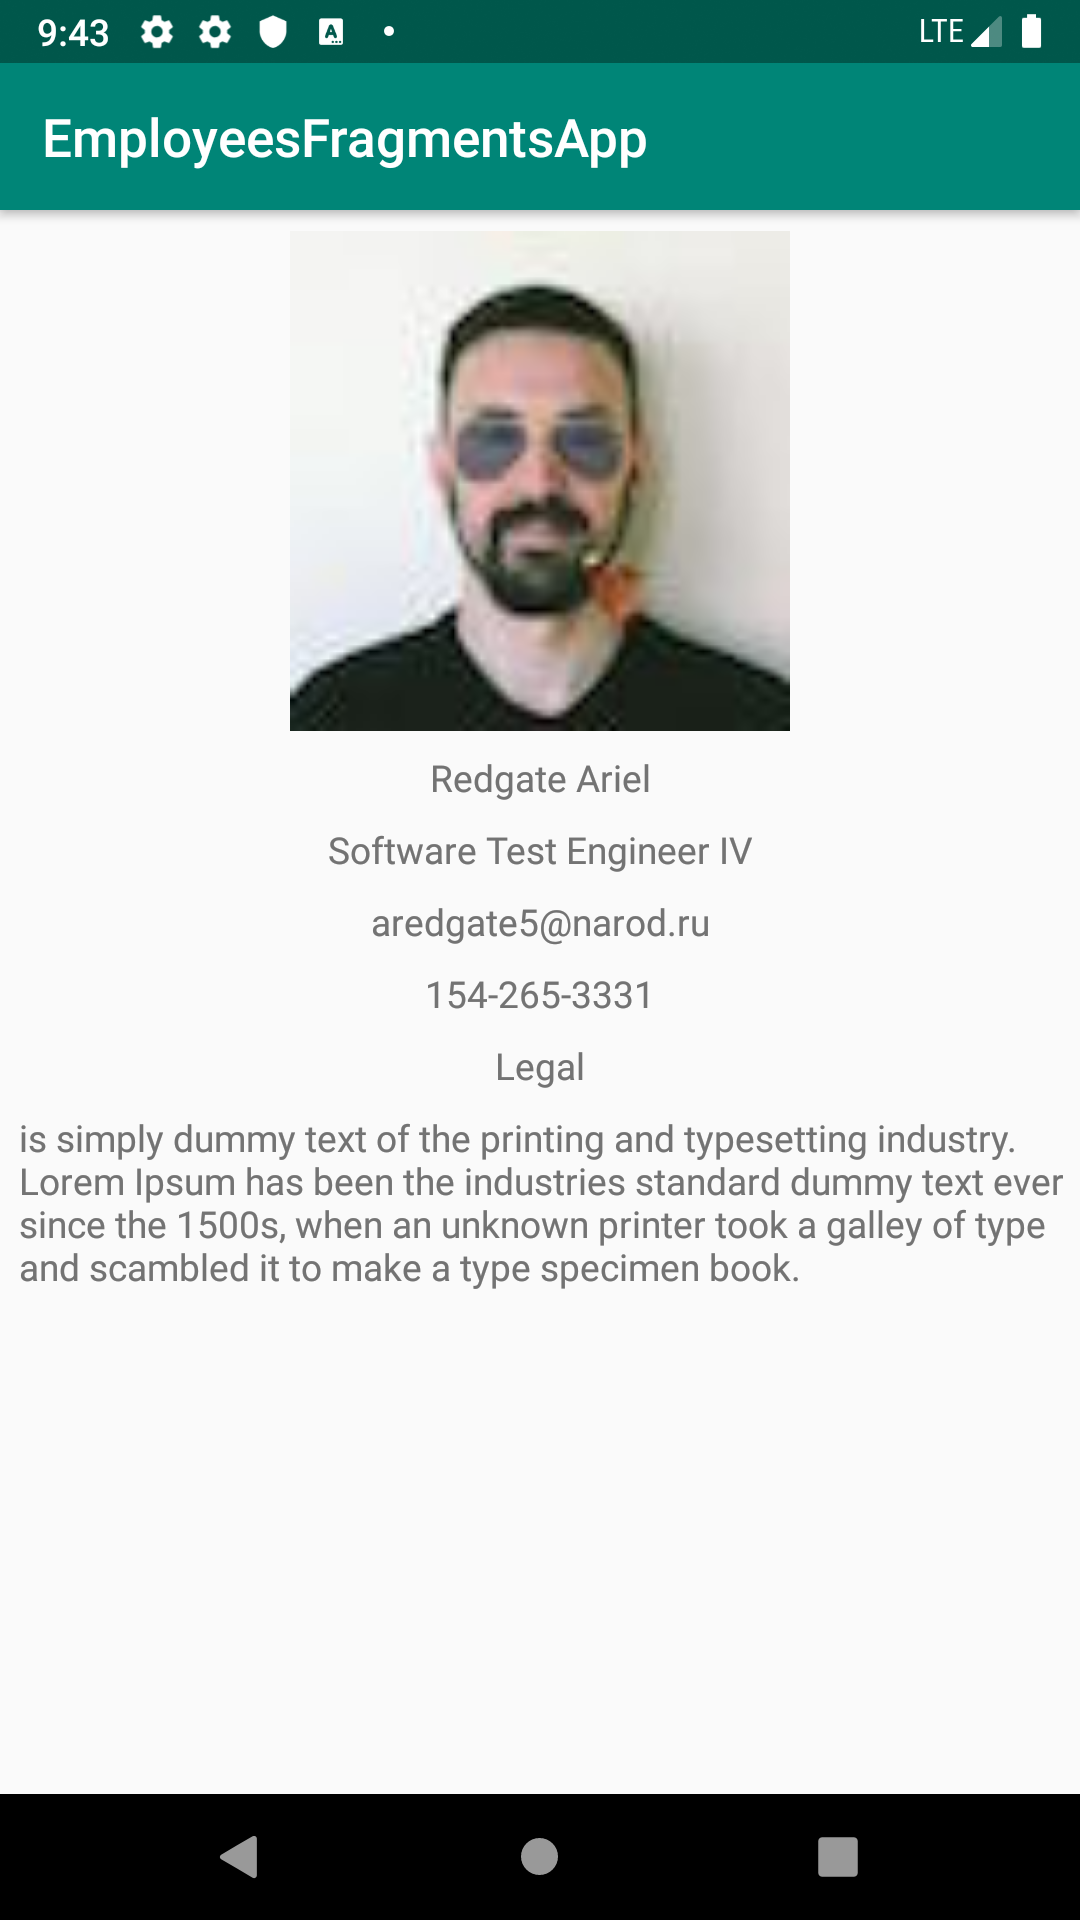 9:43
LTE
EmployeesFragmentsApp
Redgate Ariel
Software Test Engineer IV
aredgate5@narod.ru
154-265-3331
Legal
is simply dummy text of the printing and typesetting industry.
Lorem Ipsum has been the industries standard dummy text ever
since the 1500s, when an unknown printer took a galley of type
and scambled it to make a type specimen book.